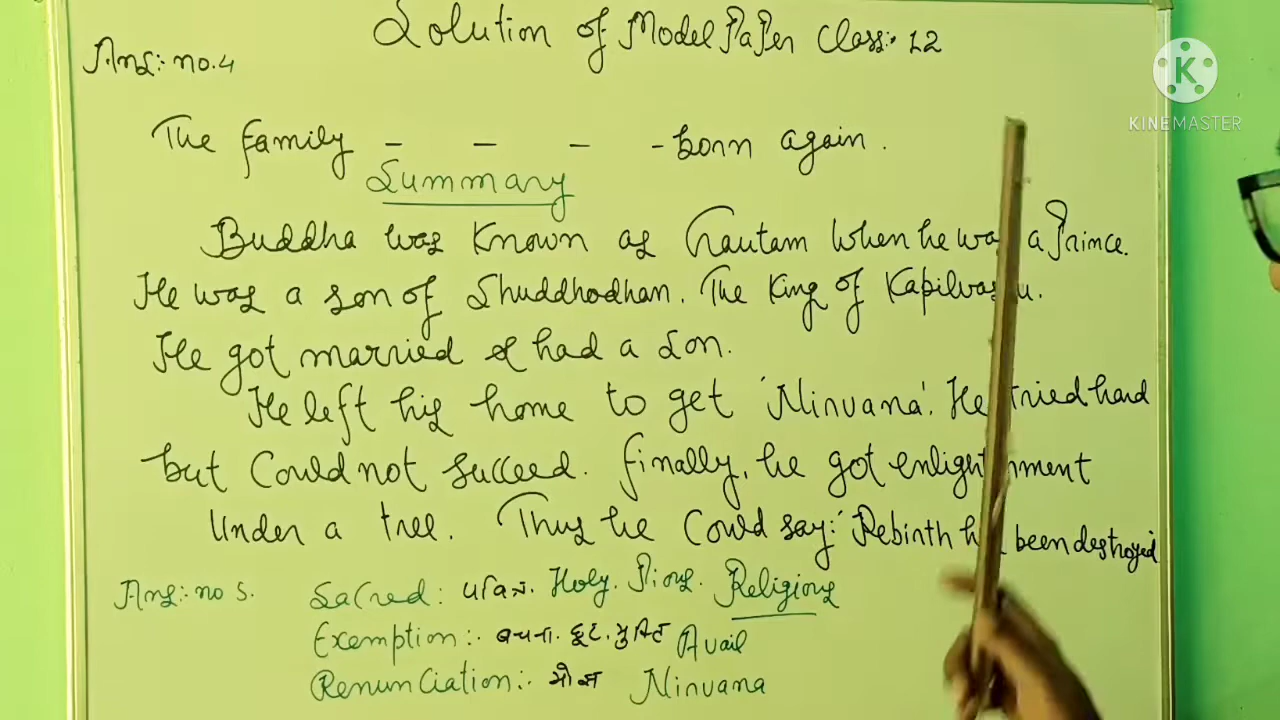 Solution of Model Paper Class:- 12
Ans:- no. 4
KINEMASTER
The family - - - - born again.
Summary
Buddha was known as Gautam when he was a Prince.
He was a son of Shuddhodhan. The King of Kapilvastu.
He got married & had a son.
He left his home to get 'Nirvana'. He tried hard
but Could not succeed. finally, he got enlightenment
Under a tree. Thus he Could say: 'Rebirth has been destroyed
Ans:- no 5. Sacred: पवित्र. Holy. Pious. Religious
Exemption:- बचना. छूट. मुक्ति Avail
Renunciation:- मोक्ष Nirvana